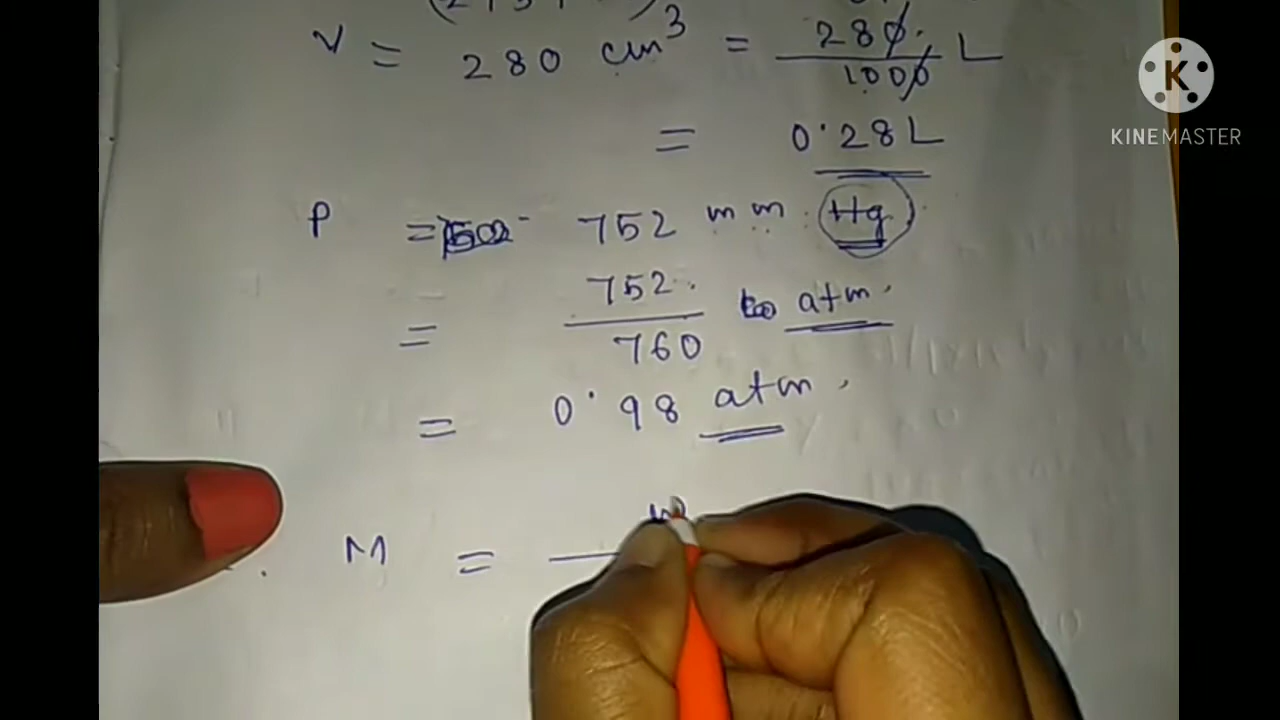 V = 280 cm³ = 280/1000 L
= 0.28 L
P = 752 mm Hg
= 752/760 atm.
= 0.98 atm.
M = W
K
KINEMASTER